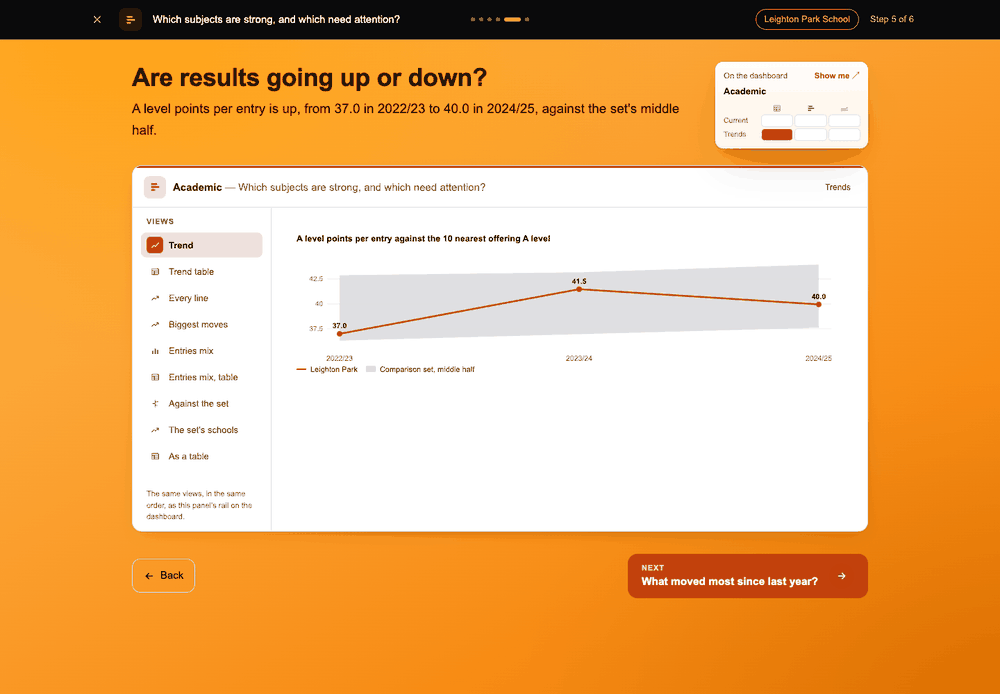 Which subjects are strong, and which need attention?
Leighton Park School
Step 5 of 6
Are results going up or down?
A level points per entry is up, from 37.0 in 2022/23 to 40.0 in 2024/25, against the set's middle
half.
On the dashboard
Show me
Academic
Current
Trends
Academic — Which subjects are strong, and which need attention?
Trends
VIEWS
Trend
Trend table
Every line
Biggest moves
Entries mix
Entries mix, table
Against the set
The set's schools
As a table
The same views, in the same
order, as this panel's rail on the
dashboard.
A level points per entry against the 10 nearest offering A level
42.5
40
37.5
37.0
41.5
40.0
2022/23
2023/24
2024/25
Leighton Park
Comparison set, middle half
Back
NEXT
What moved most since last year?